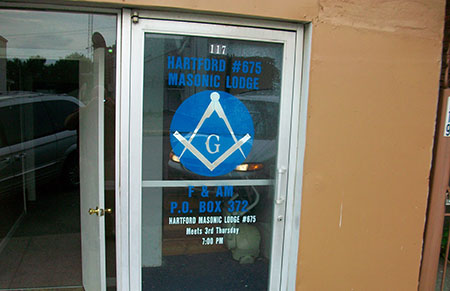 117
HARTFORD #675
MASONIC LODGE
G
F & AM
P.O. BOX 372
HARTFORD MASONIC LODGE #675
Meets 3rd Thursday
7:00 PM